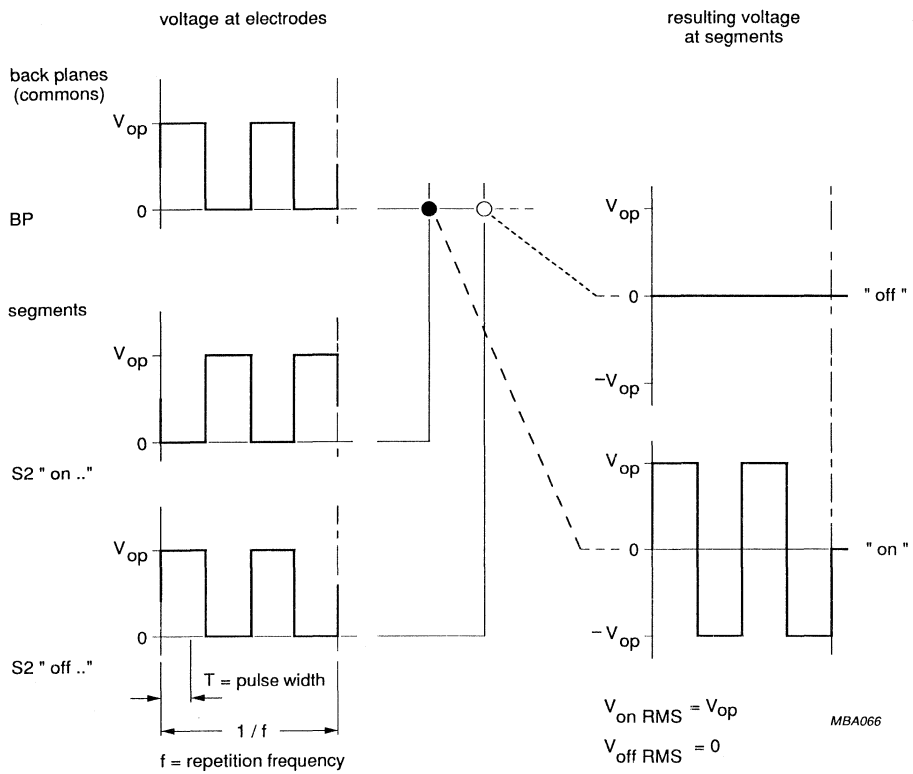 voltage at electrodes
resulting voltage
at segments
back planes
(commons)
Vop
0
BP
segments
Vop
0
S2 " on .."
Vop
0
S2 " off .."
T = pulse width
1 / f
f = repetition frequency
Vop
0
" off "
−Vop
Vop
0
" on "
−Vop
Von RMS = Vop
Voff RMS = 0
MBA066